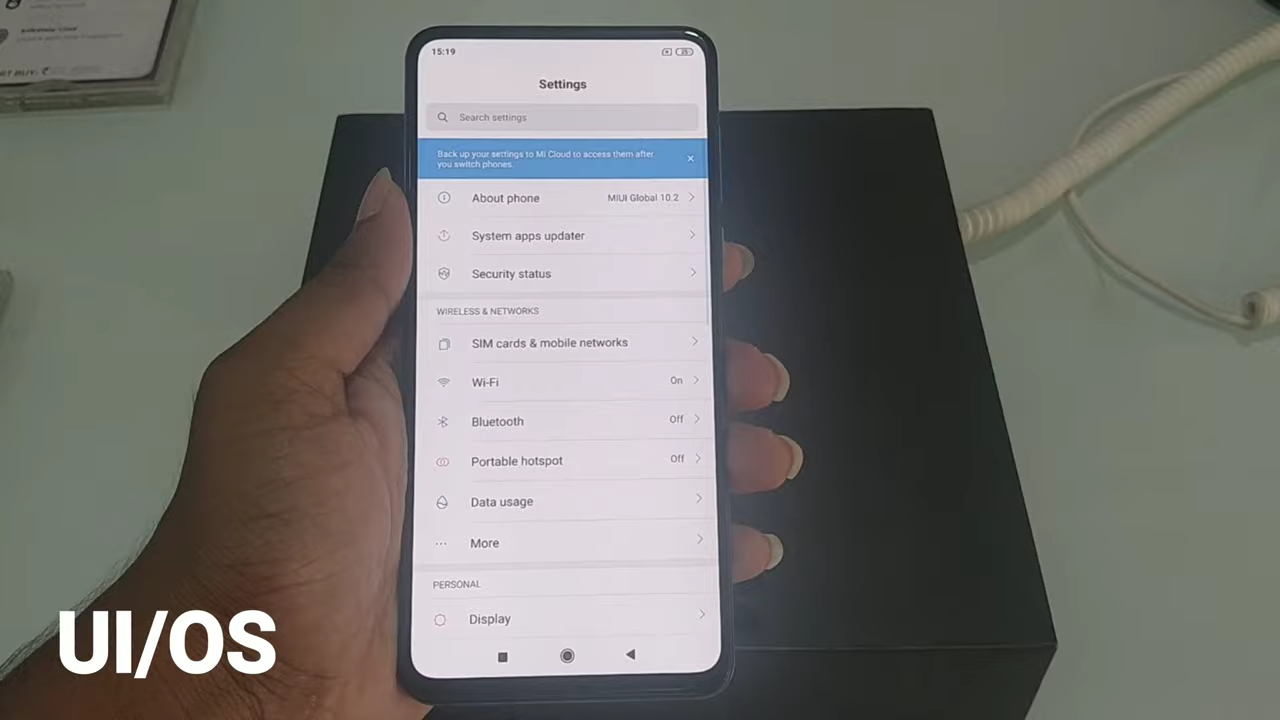 15:19
25
Settings
Search settings
Back up your settings to Mi Cloud to access them after
you switch phones.
About phone MIUI Global 10.2
System apps updater
Security status
WIRELESS & NETWORKS
SIM cards & mobile networks
Wi-Fi On
Bluetooth Off
Portable hotspot Off
Data usage
More
PERSONAL
Display
UI/OS